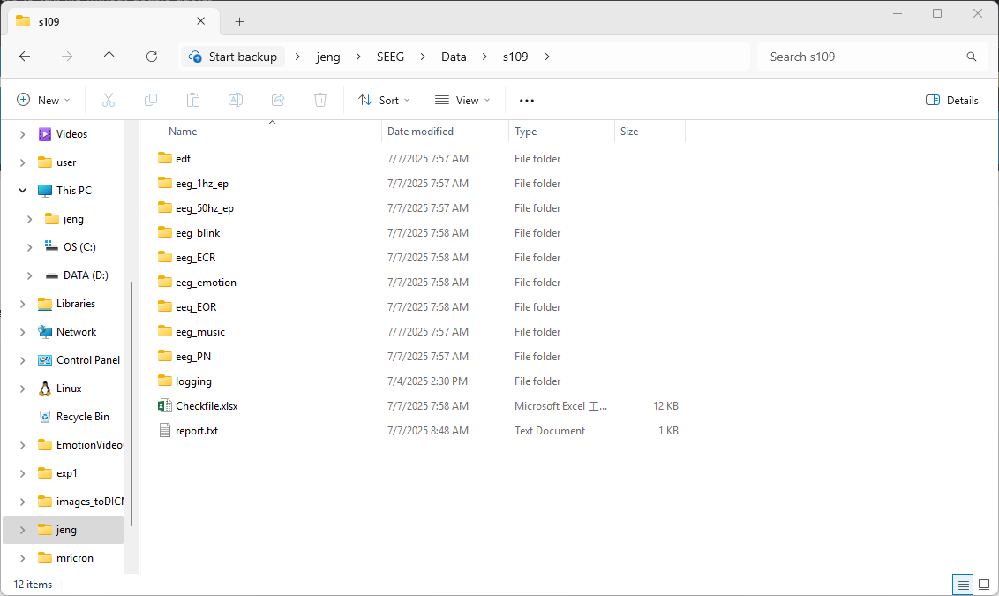 s109
Start backup > jeng > SEEG > Data > s109 >
Search s109
New
Sort
View
Details
Name Date modified Type Size
Videos
user
This PC
jeng
OS (C:)
DATA (D:)
Libraries
Network
Control Panel
Linux
Recycle Bin
EmotionVideo
exp1
images_toDICM
jeng
mricron
edf 7/7/2025 7:57 AM File folder
eeg_1hz_ep 7/7/2025 7:57 AM File folder
eeg_50hz_ep 7/7/2025 7:57 AM File folder
eeg_blink 7/7/2025 7:58 AM File folder
eeg_ECR 7/7/2025 7:58 AM File folder
eeg_emotion 7/7/2025 7:58 AM File folder
eeg_EOR 7/7/2025 7:58 AM File folder
eeg_music 7/7/2025 7:57 AM File folder
eeg_PN 7/7/2025 7:57 AM File folder
logging 7/4/2025 2:30 PM File folder
Checkfile.xlsx 7/7/2025 7:58 AM Microsoft Excel 工... 12 KB
report.txt 7/7/2025 8:48 AM Text Document 1 KB
12 items